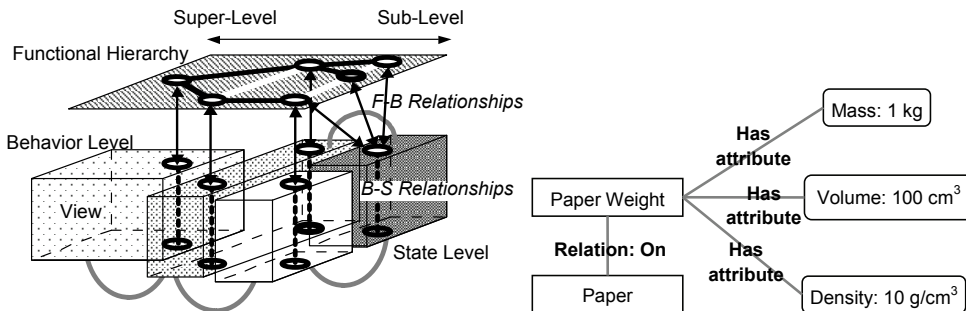 Super-Level
Sub-Level
Functional Hierarchy
F-B Relationships
Behavior Level
B-S Relationships
View
State Level
Mass: 1 kg
Has
attribute
Paper Weight
Has
attribute
Volume: 100 cm³
Relation: On
Has
attribute
Paper
Density: 10 g/cm³